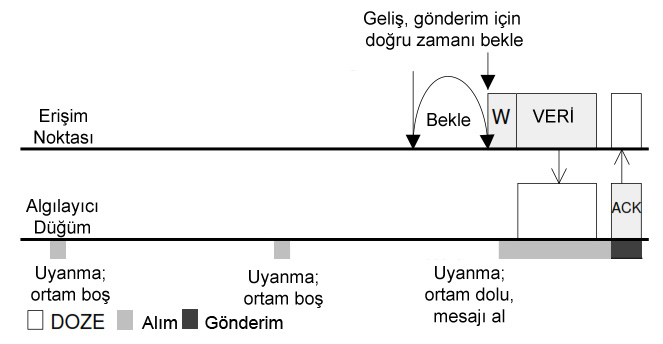 Geliş, gönderim için
doğru zamanı bekle
Erişim
Noktası
Bekle
W
VERİ
Algılayıcı
Düğüm
ACK
Uyanma;
ortam boş
Uyanma;
ortam boş
Uyanma;
ortam dolu,
mesajı al
DOZE
Alım
Gönderim